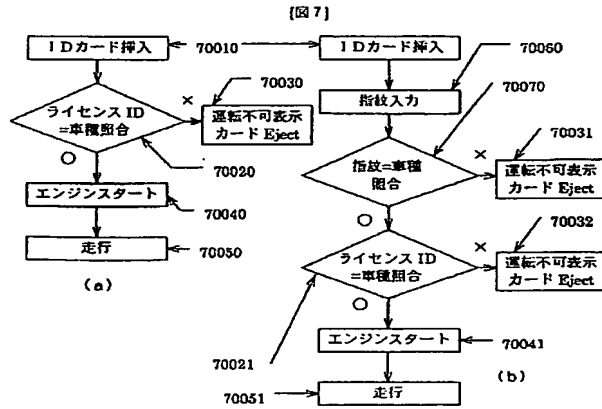 [図7]
IDカード挿入
70010
70030
ライセンス ID
=車種照合
×
運転不可表示
カード Eject
○
70020
エンジンスタート
70040
走行
70050
(a)
IDカード挿入
70060
指紋入力
70070
指紋=車種
照合
×
70031
運転不可表示
カード Eject
○
70032
ライセンス ID
=車種照合
×
運転不可表示
カード Eject
○
70021
エンジンスタート
70041
70051
走行
(b)